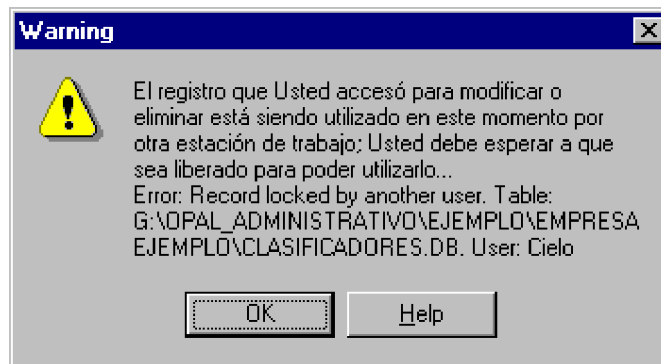 Warning
El registro que Usted accesó para modificar o
eliminar está siendo utilizado en este momento por
otra estación de trabajo; Usted debe esperar a que
sea liberado para poder utilizarlo...
Error: Record locked by another user. Table:
G:\OPAL_ADMINISTRATIVO\EJEMPLO\EMPRESA
EJEMPLO\CLASIFICADORES.DB. User: Cielo
OK
Help